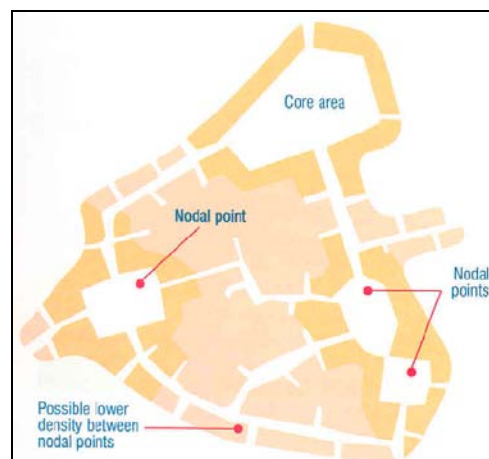 Core area
Nodal point
Nodal
points
Possible lower
density between
nodal points